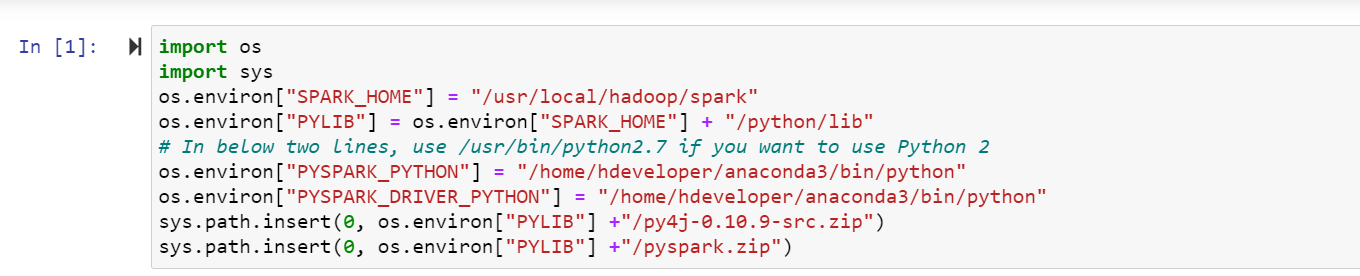 In [1]:
import os
import sys
os.environ["SPARK_HOME"] = "/usr/local/hadoop/spark"
os.environ["PYLIB"] = os.environ["SPARK_HOME"] + "/python/lib"
# In below two lines, use /usr/bin/python2.7 if you want to use Python 2
os.environ["PYSPARK_PYTHON"] = "/home/hdeveloper/anaconda3/bin/python"
os.environ["PYSPARK_DRIVER_PYTHON"] = "/home/hdeveloper/anaconda3/bin/python"
sys.path.insert(0, os.environ["PYLIB"] +"/py4j-0.10.9-src.zip")
sys.path.insert(0, os.environ["PYLIB"] +"/pyspark.zip")